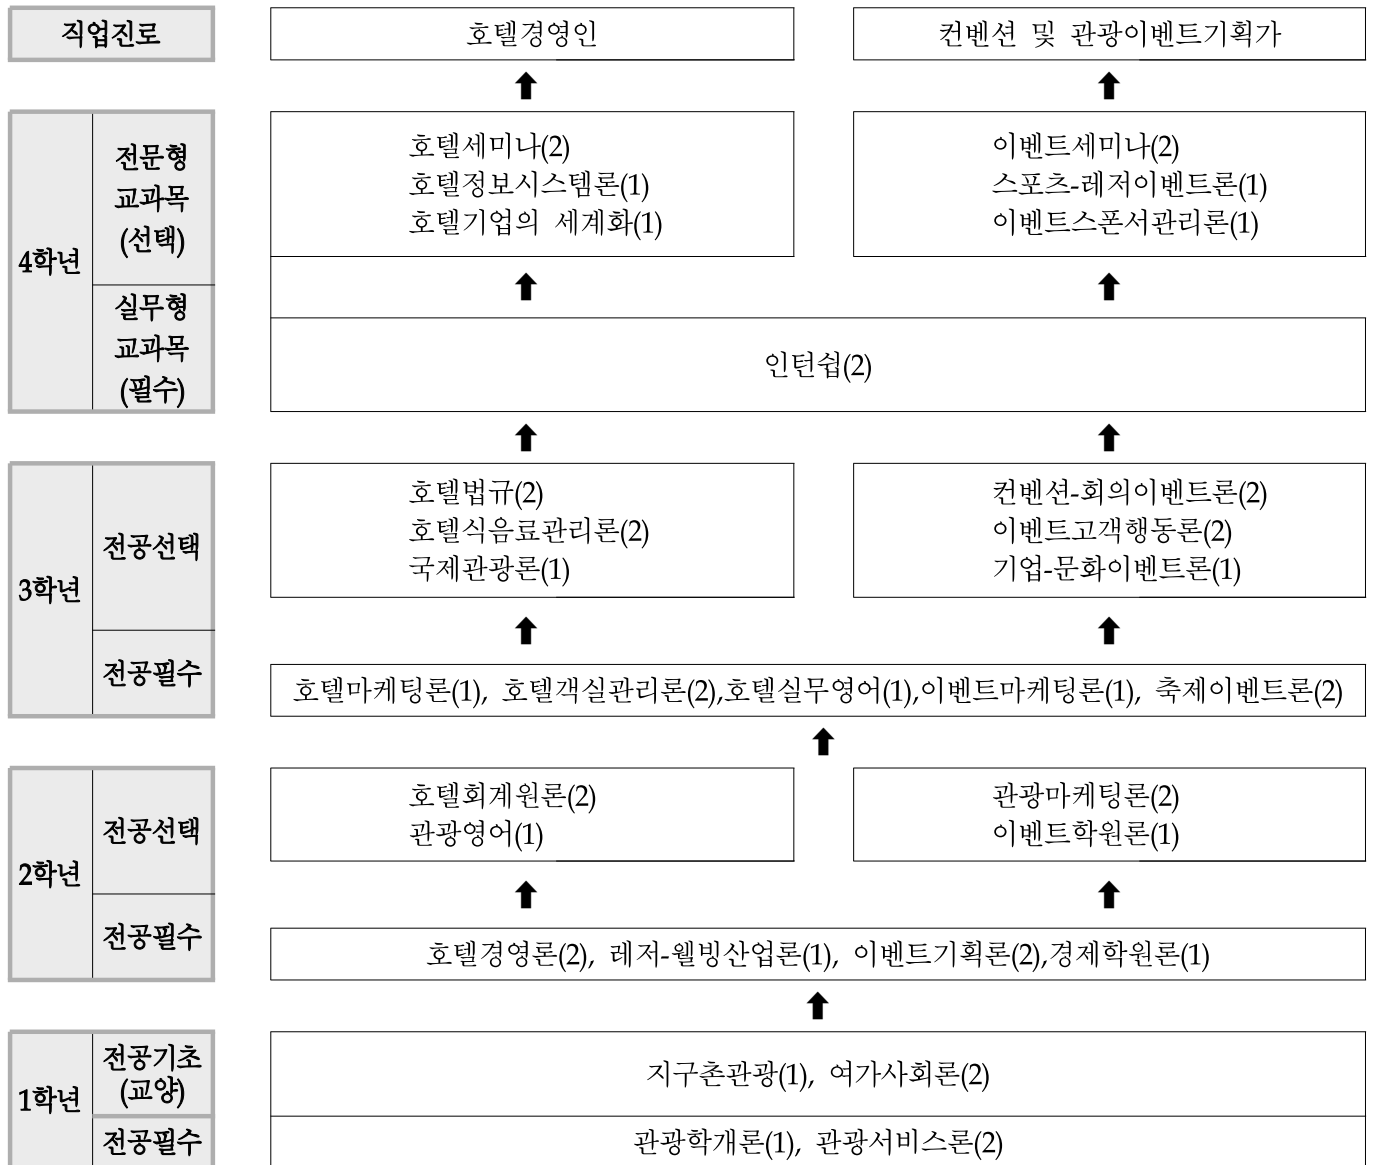 직업진로
호텔경영인
컨벤션 및 관광이벤트기획가
4학년
전문형
교과목
(선택)
호텔세미나(2)
호텔정보시스템론(1)
호텔기업의 세계화(1)
이벤트세미나(2)
스포츠-레저이벤트론(1)
이벤트스폰서관리론(1)
실무형
교과목
(필수)
인턴쉽(2)
3학년
전공선택
호텔법규(2)
호텔식음료관리론(2)
국제관광론(1)
컨벤션-회의이벤트론(2)
이벤트고객행동론(2)
기업-문화이벤트론(1)
전공필수
호텔마케팅론(1), 호텔객실관리론(2),호텔실무영어(1),이벤트마케팅론(1), 축제이벤트론(2)
2학년
전공선택
호텔회계원론(2)
관광영어(1)
관광마케팅론(2)
이벤트학원론(1)
전공필수
호텔경영론(2), 레저-웰빙산업론(1), 이벤트기획론(2),경제학원론(1)
1학년
전공기초
(교양)
지구촌관광(1), 여가사회론(2)
전공필수
관광학개론(1), 관광서비스론(2)